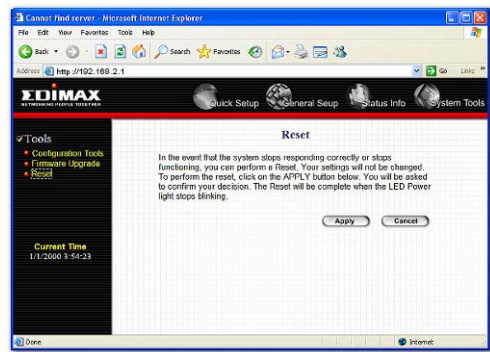 Cannot find server - Microsoft Internet Explorer
File Edit View Favorites Tools Help
Back Search Favorites
Address http://192.168.2.1 Go Links »
EDIMAX
NETWORKING PEOPLE TOGETHER
Quick Setup General Seup Status Info System Tools
Tools
Configuration Tools
Firmware Upgrade
Reset
Current Time
1/1/2000 3:54:23
Reset
In the event that the system stops responding correctly or stops
functioning, you can perform a Reset. Your settings will not be changed.
To perform the reset, click on the APPLY button below. You will be asked
to confirm your decision. The Reset will be complete when the LED Power
light stops blinking.
Apply Cancel
Done Internet